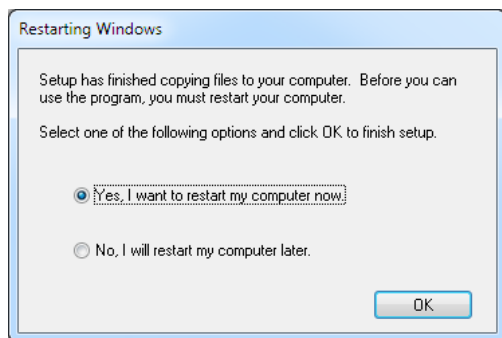 Restarting Windows
Setup has finished copying files to your computer. Before you can
use the program, you must restart your computer.
Select one of the following options and click OK to finish setup.
Yes, I want to restart my computer now.
No, I will restart my computer later.
OK